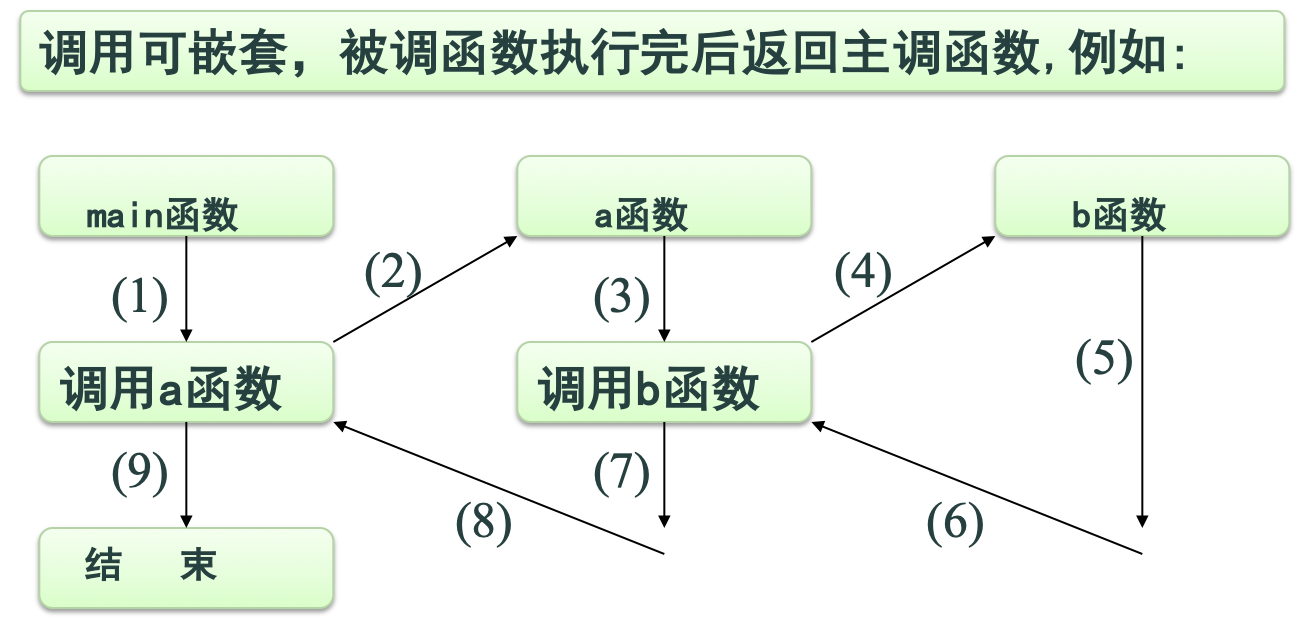 调用可嵌套，被调函数执行完后返回主调函数,例如:
main函数
a函数
b函数
(1)
(2)
(3)
(4)
(5)
调用a函数
调用b函数
(9)
(8)
(7)
(6)
结 束